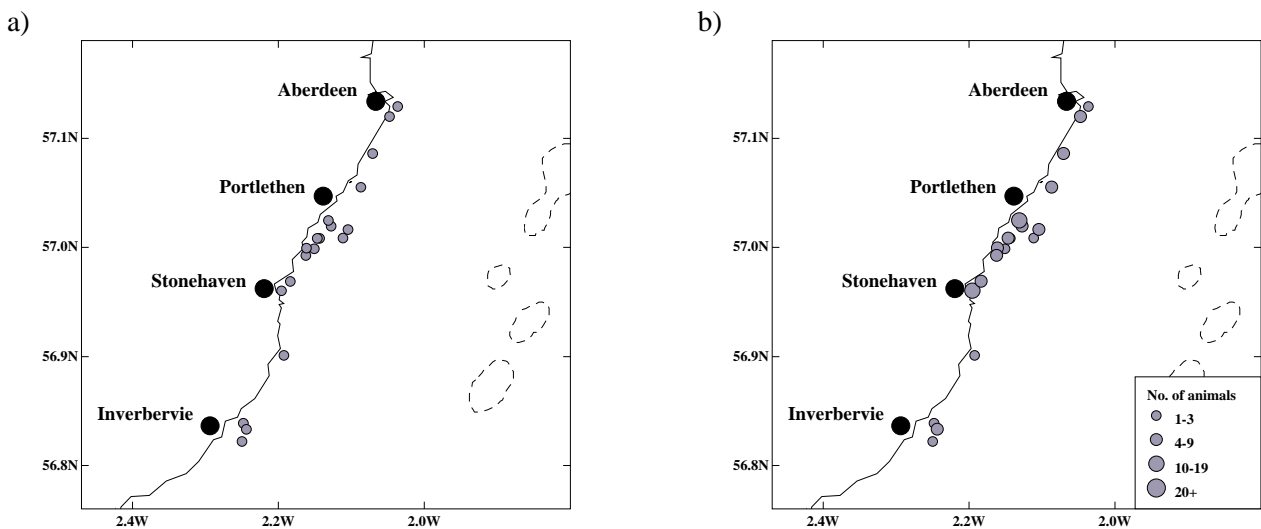 a)
Aberdeen
57.1N
Portlethen
57.0N
Stonehaven
56.9N
Inverbervie
56.8N
2.4W 2.2W 2.0W
b)
Aberdeen
57.1N
Portlethen
57.0N
Stonehaven
56.9N
Inverbervie
56.8N
2.4W 2.2W 2.0W
No. of animals
1-3
4-9
10-19
20+